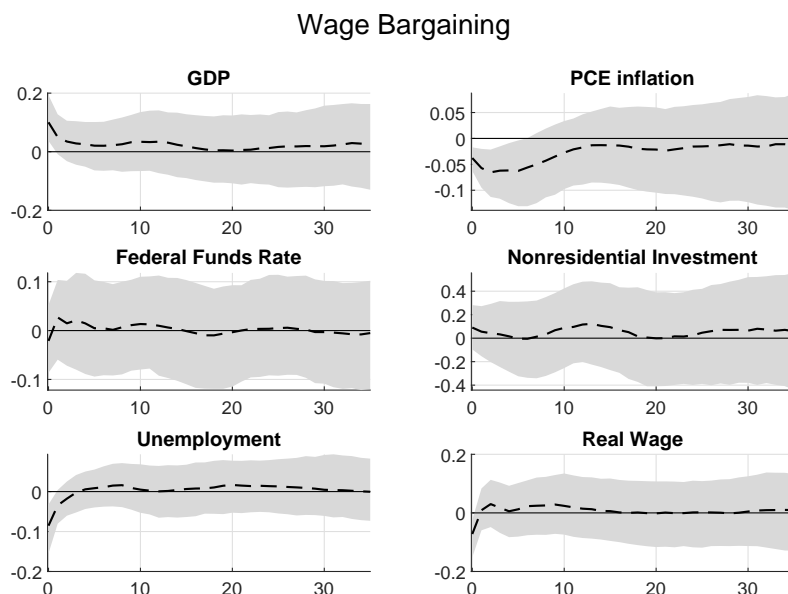 Wage Bargaining
GDP
0.2
0
-0.2
0 10 20 30
PCE inflation
0.05
0
-0.05
-0.1
0 10 20 30
Federal Funds Rate
0.1
0
-0.1
0 10 20 30
Nonresidential Investment
0.4
0.2
0
-0.2
-0.4
0 10 20 30
Unemployment
0
-0.1
-0.2
0 10 20 30
Real Wage
0.2
0
-0.2
0 10 20 30